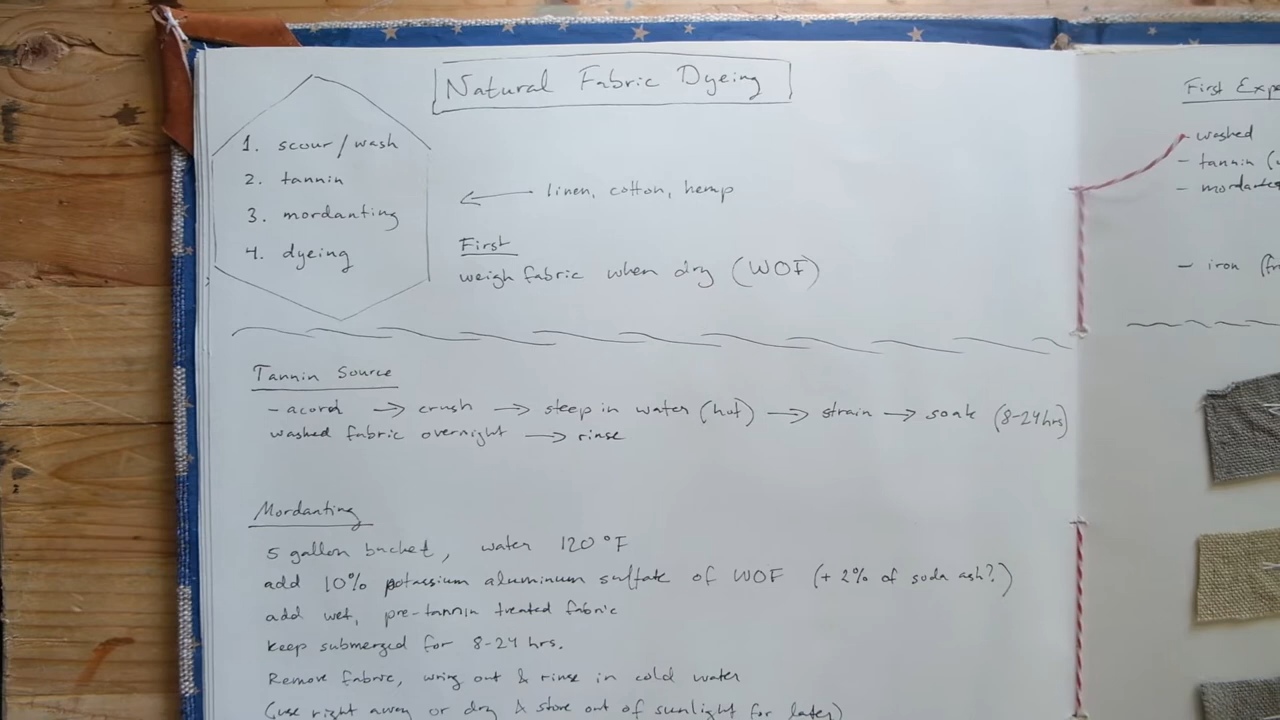 Natural Fabric Dyeing
1. scour/wash
2. tannin
3. mordanting
4. dyeing
← linen, cotton, hemp
First
weigh fabric when dry (WOF)
Tannin Source
- acorn → crush → steep in water (hot) → strain → soak (8-24hrs)
washed fabric overnight → rinse
Mordanting
5 gallon bucket, water 120°F
add 10% potassium aluminum sulfate of WOF (+ 2% of soda ash?)
add wet, pre-tannin treated fabric
keep submerged for 8-24 hrs.
Remove fabric, wring out & rinse in cold water
(use right away or dry & store out of sunlight for later)
First Exp
- washed
- tannin (
- mordante
- iron (fr